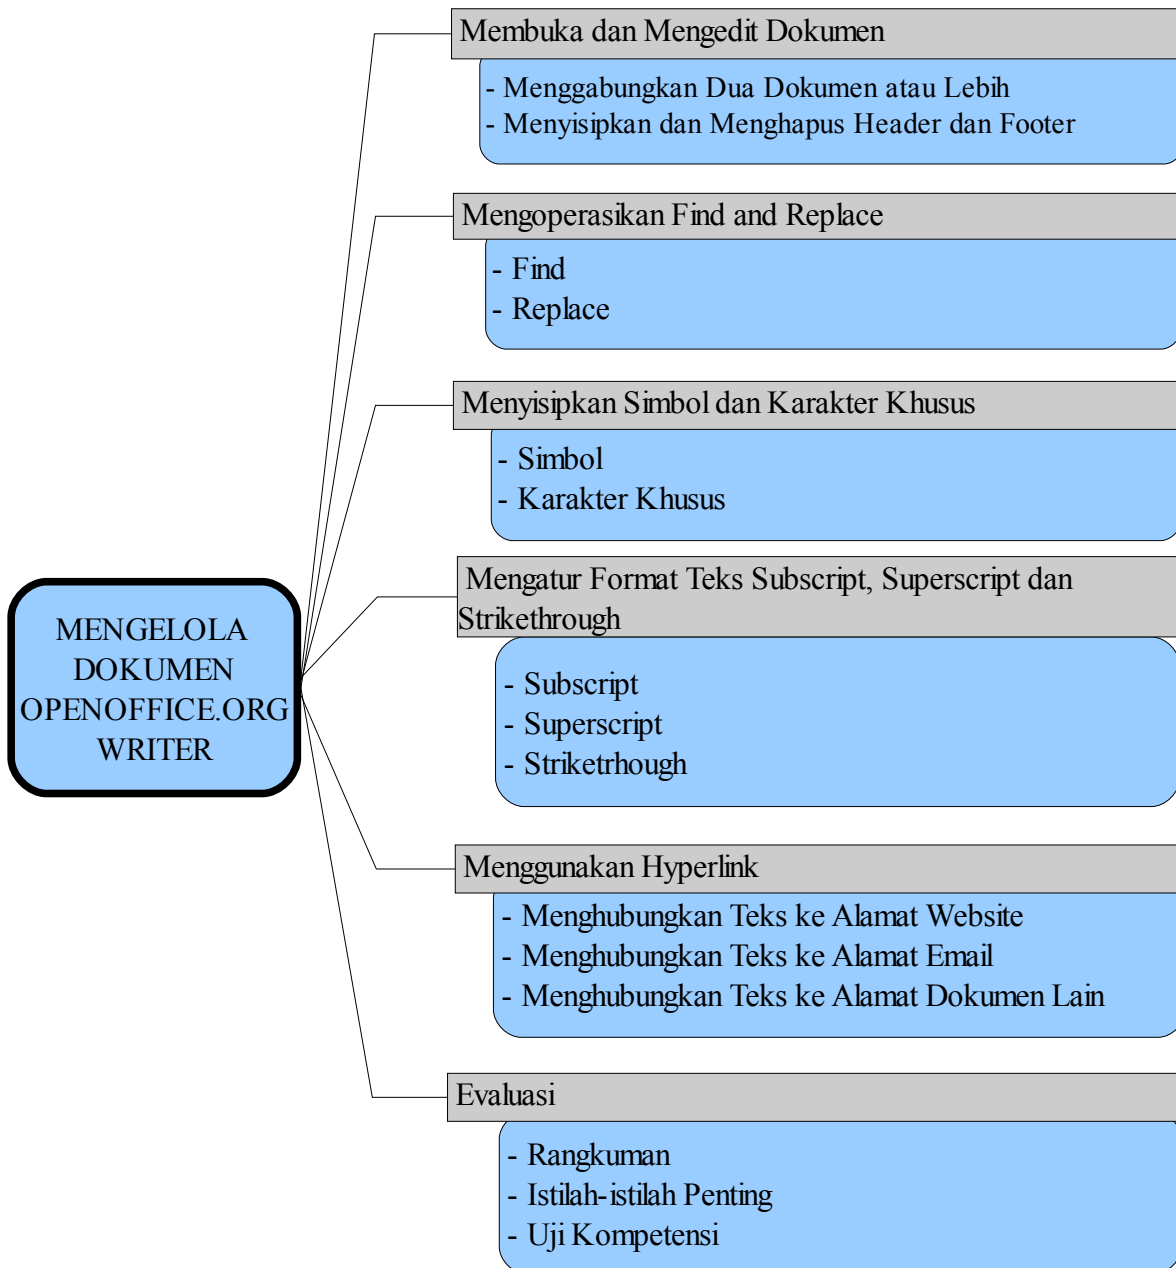 Membuka dan Mengedit Dokumen
- Menggabungkan Dua Dokumen atau Lebih
- Menyisipkan dan Menghapus Header dan Footer
Mengoperasikan Find and Replace
- Find
- Replace
Menyisipkan Simbol dan Karakter Khusus
- Simbol
- Karakter Khusus
Mengatur Format Teks Subscript, Superscript dan
Strikethrough
- Subscript
- Superscript
- Striketrhough
MENGELOLA
DOKUMEN
OPENOFFICE.ORG
WRITER
Menggunakan Hyperlink
- Menghubungkan Teks ke Alamat Website
- Menghubungkan Teks ke Alamat Email
- Menghubungkan Teks ke Alamat Dokumen Lain
Evaluasi
- Rangkuman
- Istilah-istilah Penting
- Uji Kompetensi